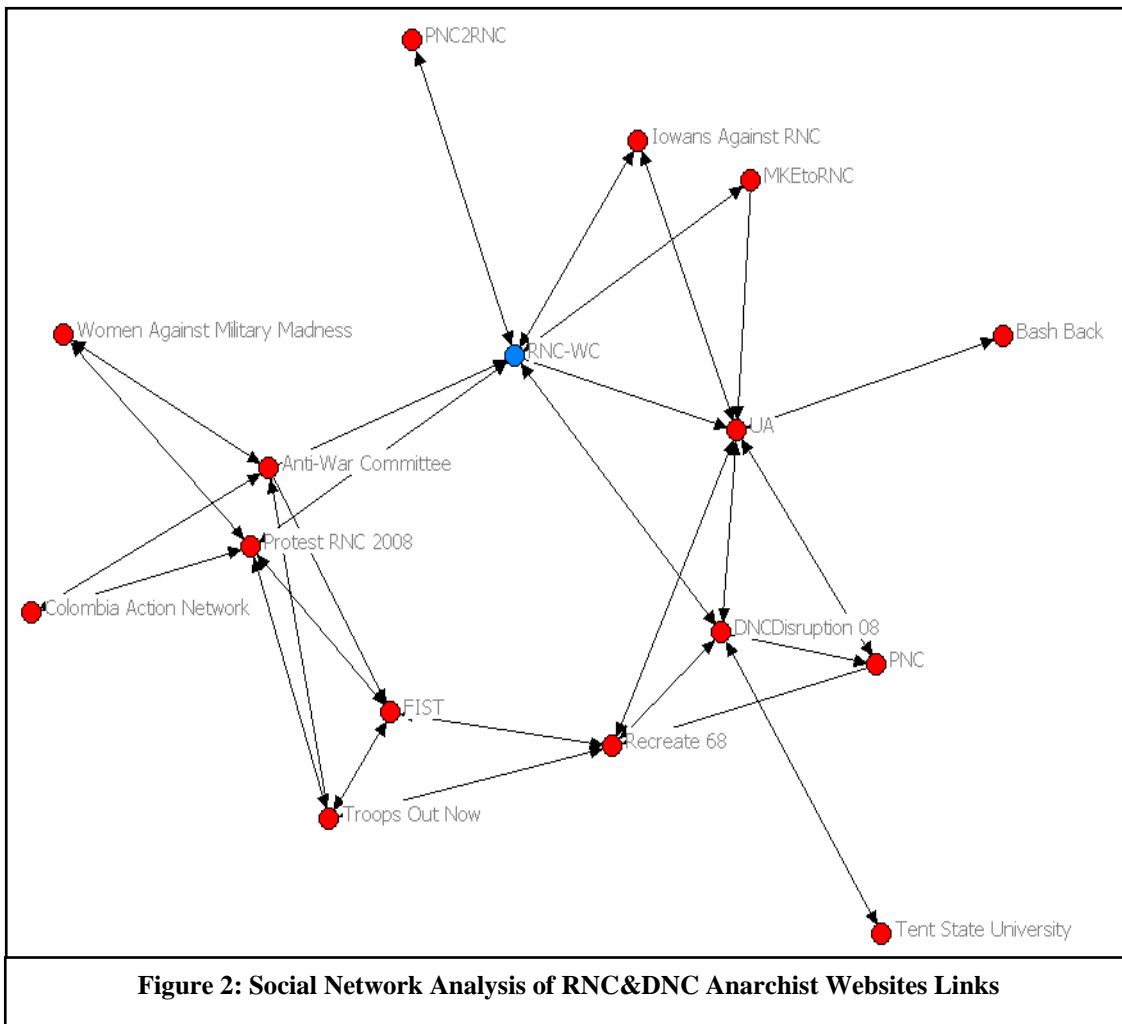 PNC2RNC
Iowans Against RNC
MKEtoRNC
Women Against Military Madness
RNC-WC
Bash Back
UA
Anti-War Committee
Protest RNC 2008
Colombia Action Network
DNCDisruption 08
PNC
FIST
Recreate 68
Troops Out Now
Tent State University
Figure 2: Social Network Analysis of RNC&DNC Anarchist Websites Links